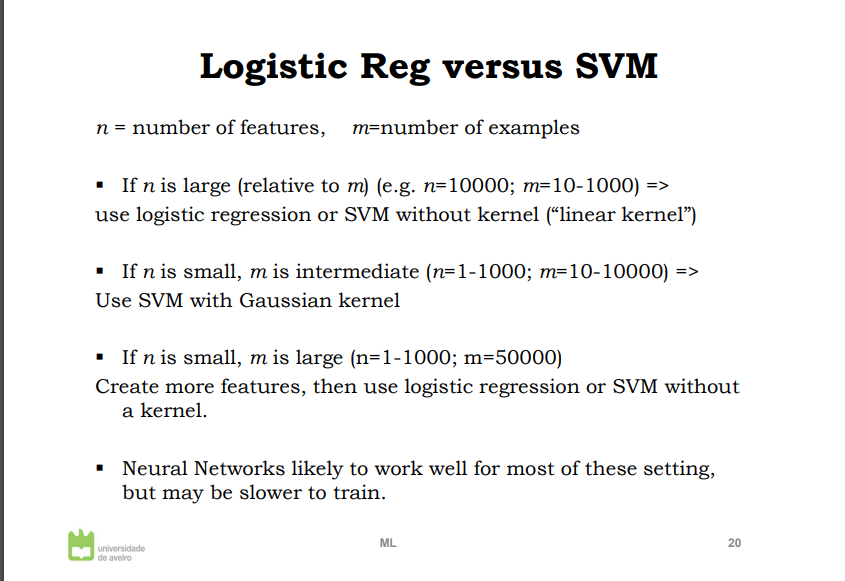 Logistic Reg versus SVM
n = number of features, m=number of examples
▪ If n is large (relative to m) (e.g. n=10000; m=10-1000) =>
use logistic regression or SVM without kernel (“linear kernel”)
▪ If n is small, m is intermediate (n=1-1000; m=10-10000) =>
Use SVM with Gaussian kernel
▪ If n is small, m is large (n=1-1000; m=50000)
Create more features, then use logistic regression or SVM without
a kernel.
▪ Neural Networks likely to work well for most of these setting,
but may be slower to train.
universidade
de aveiro
ML
20